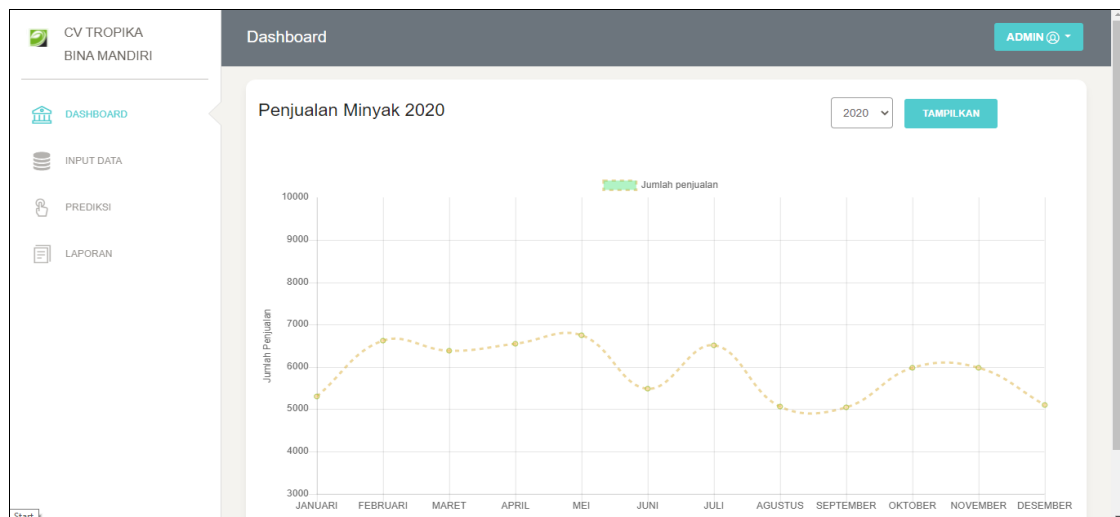 CV TROPIKA
BINA MANDIRI
Dashboard
ADMIN
DASHBOARD
INPUT DATA
PREDIKSI
LAPORAN
Penjualan Minyak 2020
2020
TAMPILKAN
Jumlah penjualan
Jumlah Penjualan
10000
9000
8000
7000
6000
5000
4000
3000
JANUARI FEBRUARI MARET APRIL MEI JUNI JULI AGUSTUS SEPTEMBER OKTOBER NOVEMBER DESEMBER
Start